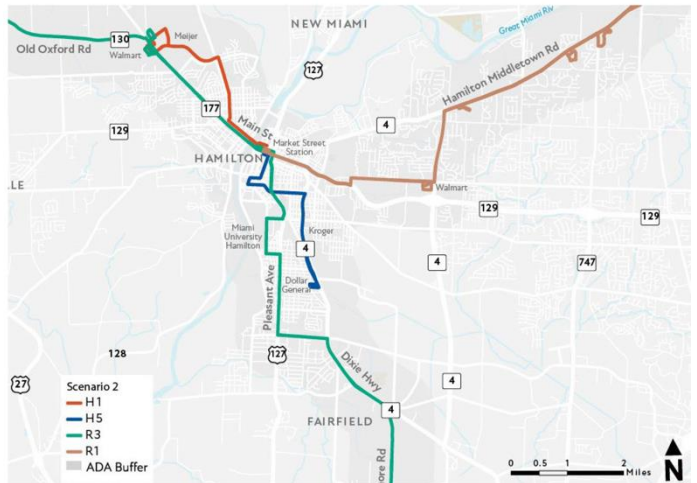 NEW MIAMI
Great Miami Riv
Old Oxford Rd
130
Meijer
Walmart
127
Hamilton Middletown Rd
177
Main St
4
129
HAMILTON
Market Street
Station
LE
Walmart
129
129
Miami
University
Hamilton
Kroger
4
4
747
Dollar
General
Pleasant Ave
128
127
Dixie Hwy
27
4
4
FAIRFIELD
ore Rd
Scenario 2
H1
H5
R3
R1
ADA Buffer
0 0.5 1 2
Miles
N